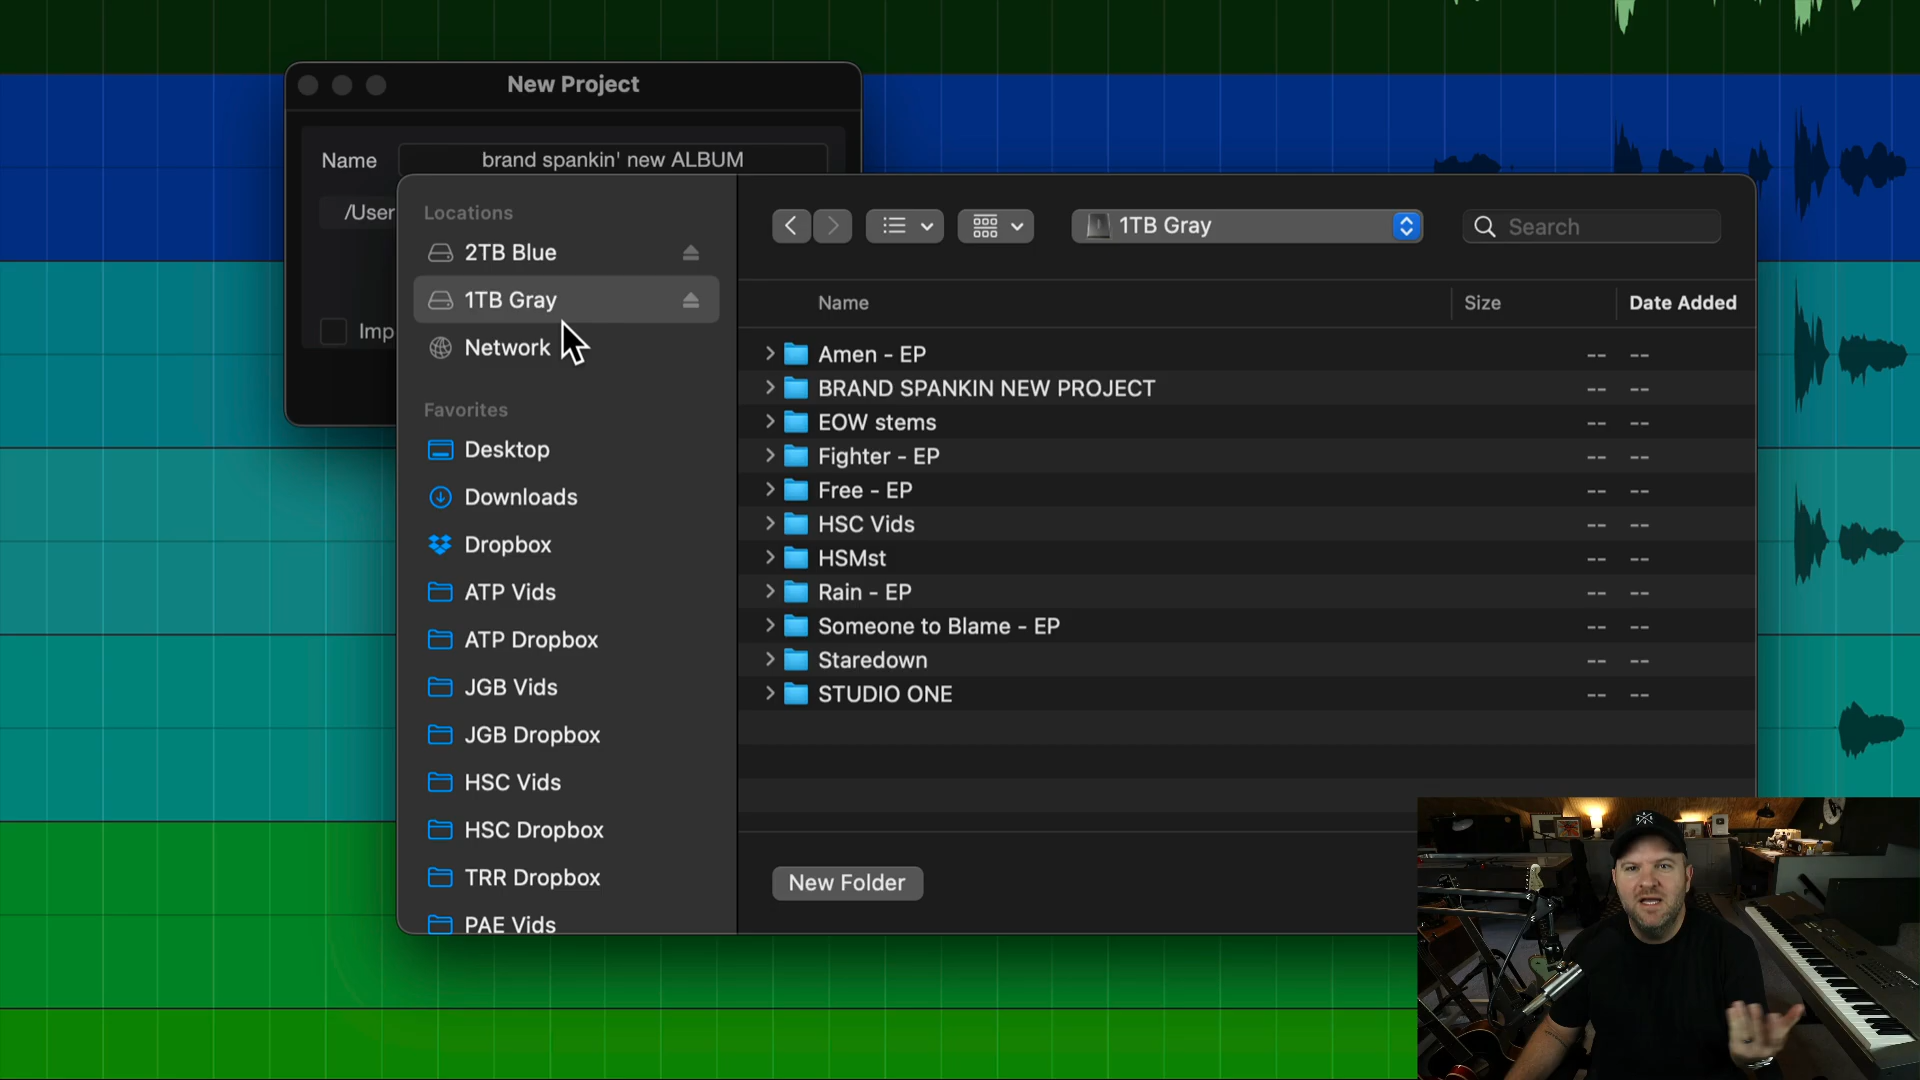 New Project
Name
brand spankin' new ALBUM
/User
Imp
Locations
2TB Blue
1TB Gray
Network
Favorites
Desktop
Downloads
Dropbox
ATP Vids
ATP Dropbox
JGB Vids
JGB Dropbox
HSC Vids
HSC Dropbox
TRR Dropbox
PAE Vids
1TB Gray
Search
Name Size Date Added
Amen - EP -- --
BRAND SPANKIN NEW PROJECT -- --
EOW stems -- --
Fighter - EP -- --
Free - EP -- --
HSC Vids -- --
HSMst -- --
Rain - EP -- --
Someone to Blame - EP -- --
Staredown -- --
STUDIO ONE -- --
New Folder